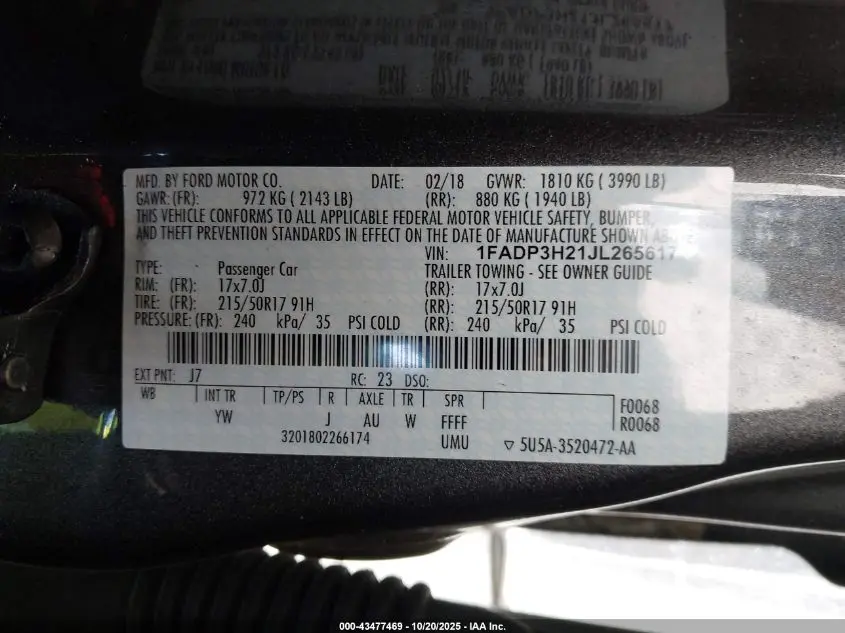 MFD. BY FORD MOTOR CO. DATE: 02/18 GVWR: 1810 KG ( 3990 LB)
GAWR: (FR): 972 KG ( 2143 LB) (RR): 880 KG ( 1940 LB)
THIS VEHICLE CONFORMS TO ALL APPLICABLE FEDERAL MOTOR VEHICLE SAFETY, BUMPER,
AND THEFT PREVENTION STANDARDS IN EFFECT ON THE DATE OF MANUFACTURE SHOWN ABOVE.
VIN: 1FADP3H21JL265617
TYPE: Passenger Car TRAILER TOWING - SEE OWNER GUIDE
RIM: (FR): 17x7.0J (RR): 17x7.0J
TIRE: (FR): 215/50R17 91H (RR): 215/50R17 91H
PRESSURE: (FR): 240 kPa/ 35 PSI COLD (RR): 240 kPa/ 35 PSI COLD
EXT PNT: J7 RC: 23 DSO:
WB INT TR TP/PS R AXLE TR SPR F0068
YW J AU W FFFF R0068
3201802266174 UMU ▽ 5U5A-3520472-AA
000-43477469 - 10/20/2025 - IAA Inc.